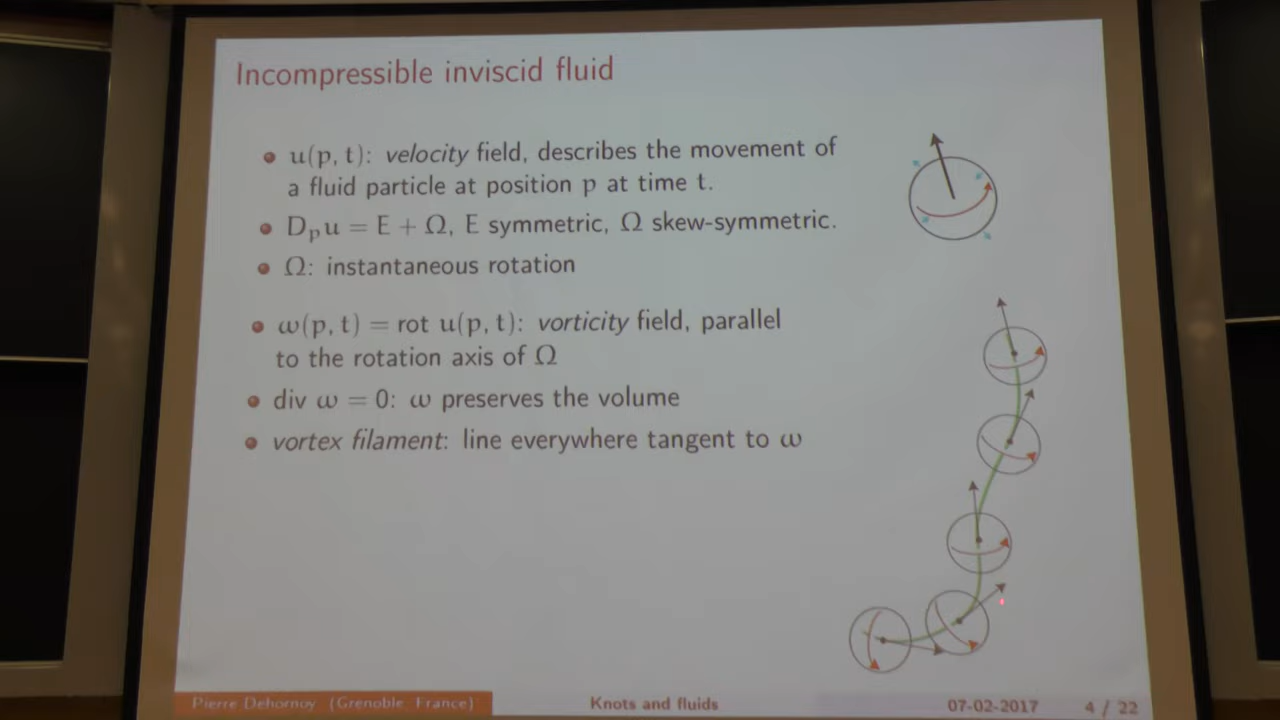 Incompressible inviscid fluid
u(p, t): velocity field, describes the movement of
a fluid particle at position p at time t.
Dₚu = E + Ω, E symmetric, Ω skew-symmetric.
Ω: instantaneous rotation
ω(p, t) = rot u(p, t): vorticity field, parallel
to the rotation axis of Ω
div ω = 0: ω preserves the volume
vortex filament: line everywhere tangent to ω
Pierre Dehornoy (Grenoble, France) Knots and fluids 07-02-2017 4 / 22